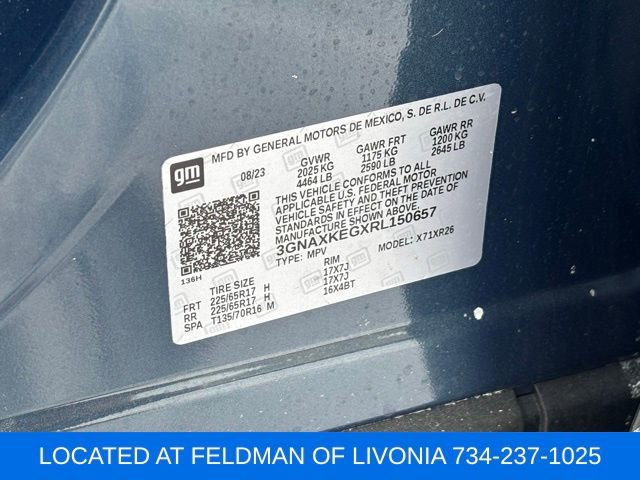 gm
MFD BY GENERAL MOTORS DE MEXICO, S. DE R.L. DE C.V.
08/23 GVWR GAWR FRT GAWR RR
2025 KG 1175 KG 1200 KG
4464 LB 2590 LB 2645 LB
THIS VEHICLE CONFORMS TO ALL
APPLICABLE U.S. FEDERAL MOTOR
VEHICLE SAFETY AND THEFT PREVENTION
STANDARDS IN EFFECT ON THE DATE OF
MANUFACTURE SHOWN ABOVE.
3GNAXKEGXRL150657
TYPE: MPV MODEL: X71XR26
136H
TIRE SIZE RIM
FRT 225/65R17 H 17X7J
RR 225/65R17 H 17X7J
SPA T135/70R16 M 16X4BT
LOCATED AT FELDMAN OF LIVONIA 734-237-1025